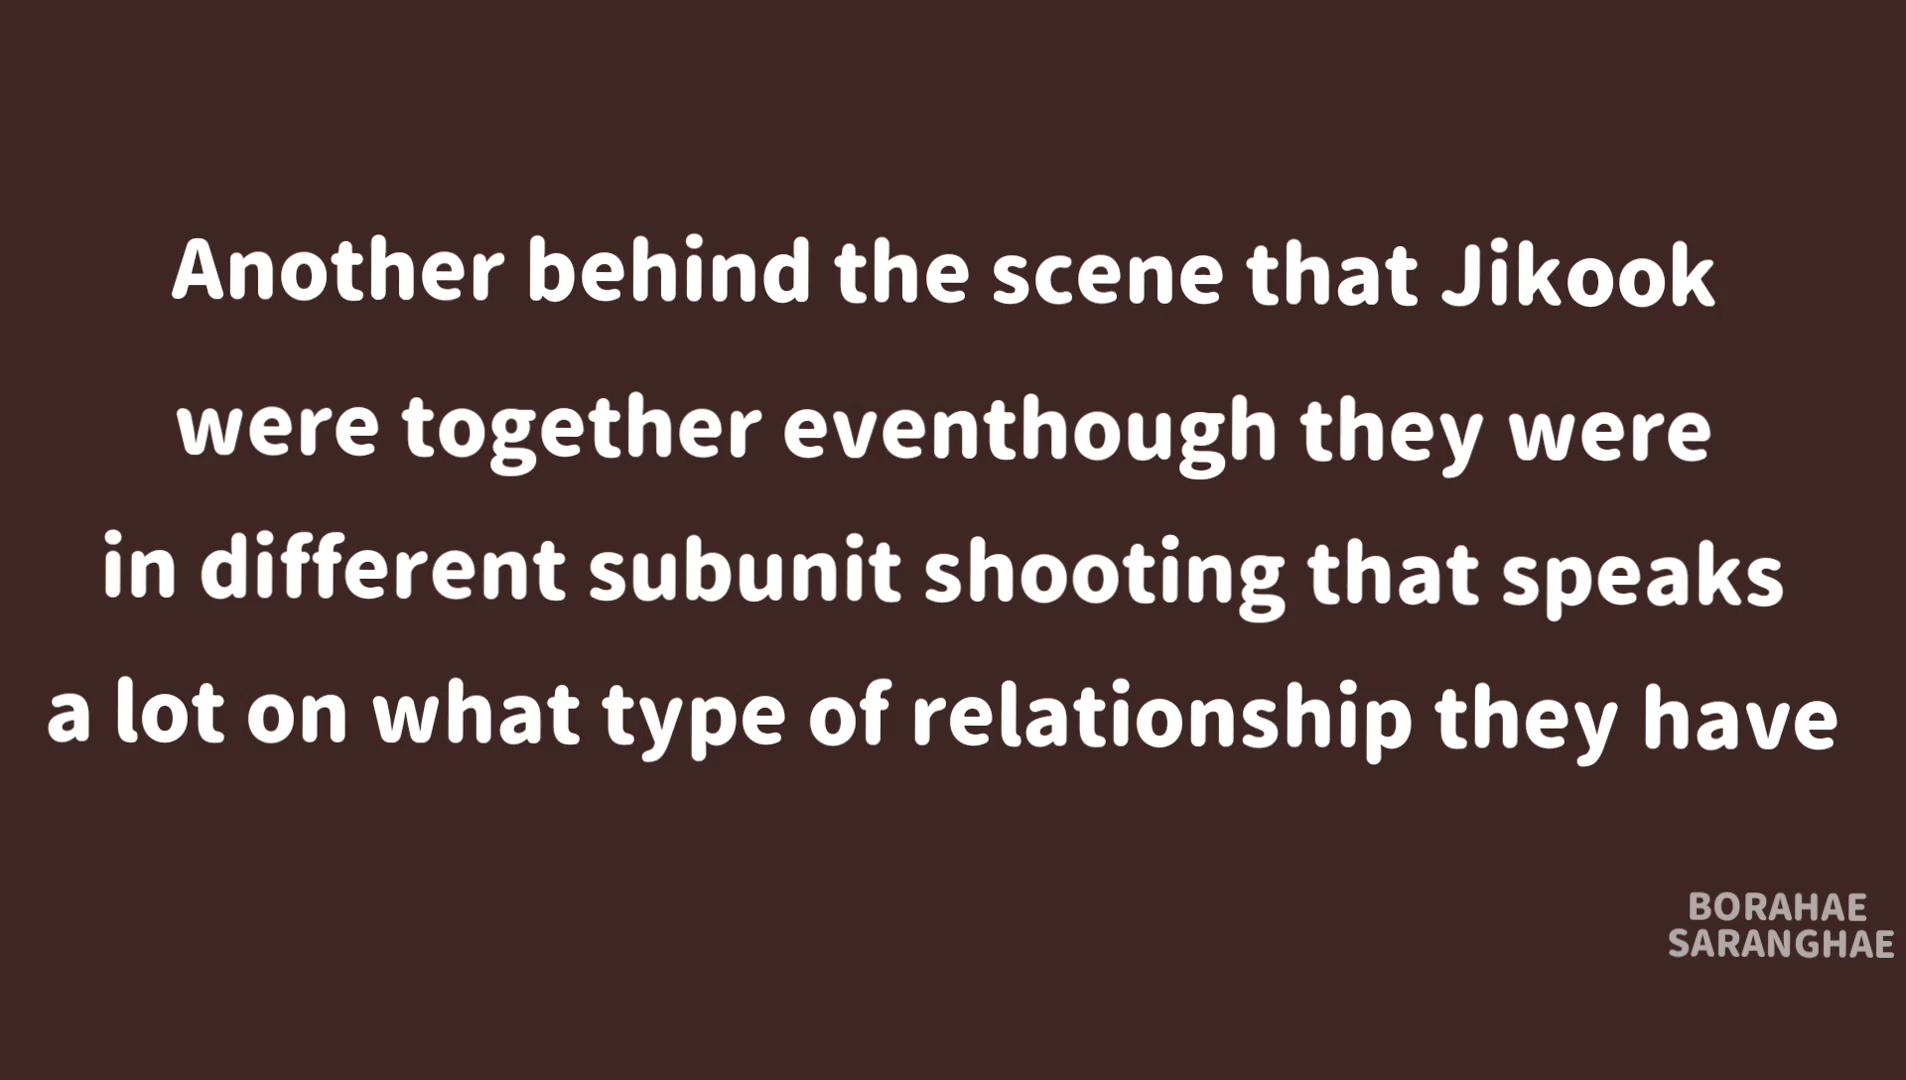 Another behind the scene that Jikook
were together eventhough they were
in different subunit shooting that speaks
a lot on what type of relationship they have
BORAHAE
SARANGHAE